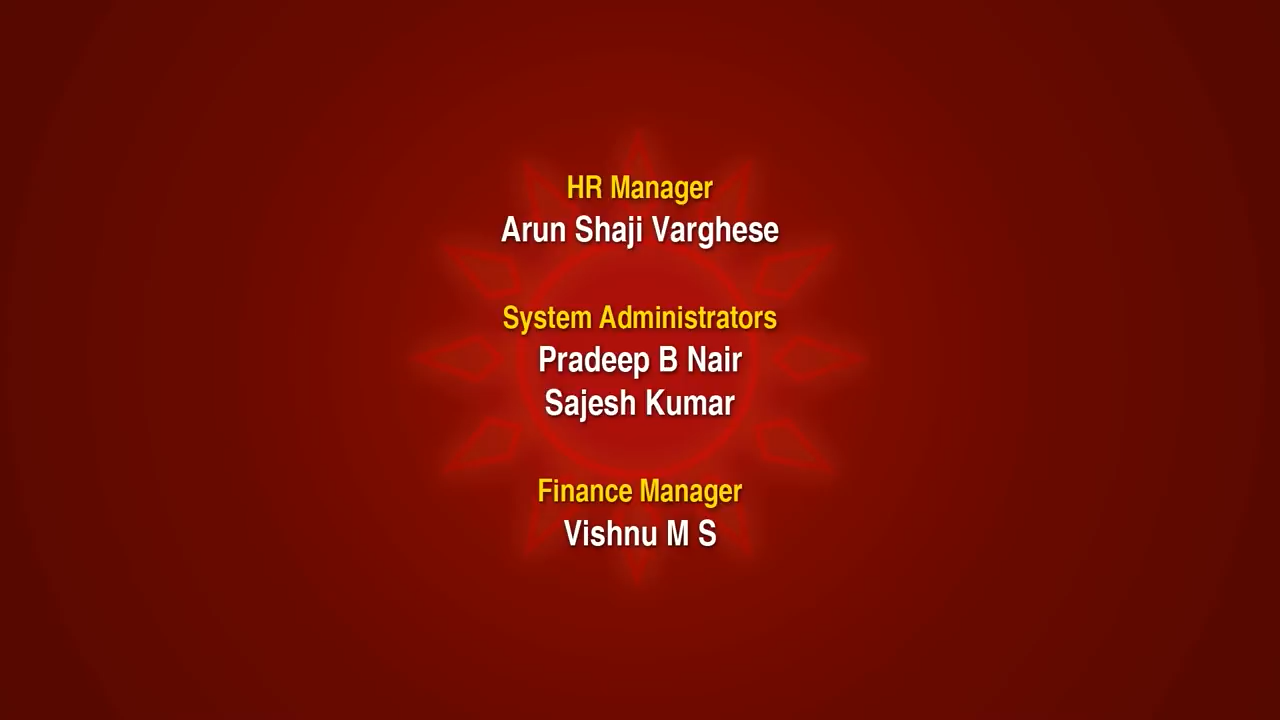 HR Manager
Arun Shaji Varghese
System Administrators
Pradeep B Nair
Sajesh Kumar
Finance Manager
Vishnu M S